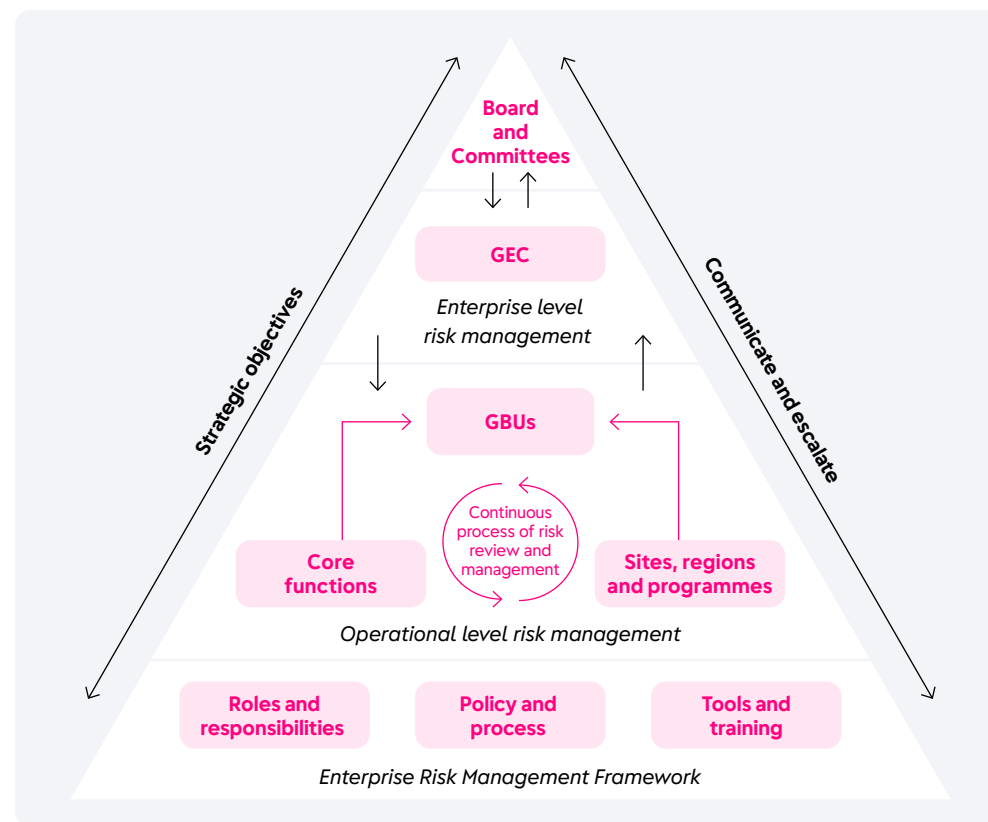 Board
and
Committees
GEC
Enterprise level
risk management
Strategic objectives
Communicate and escalate
GBUs
Continuous
process of risk
review and
management
Core
functions
Sites, regions
and programmes
Operational level risk management
Roles and
responsibilities
Policy and
process
Tools and
training
Enterprise Risk Management Framework